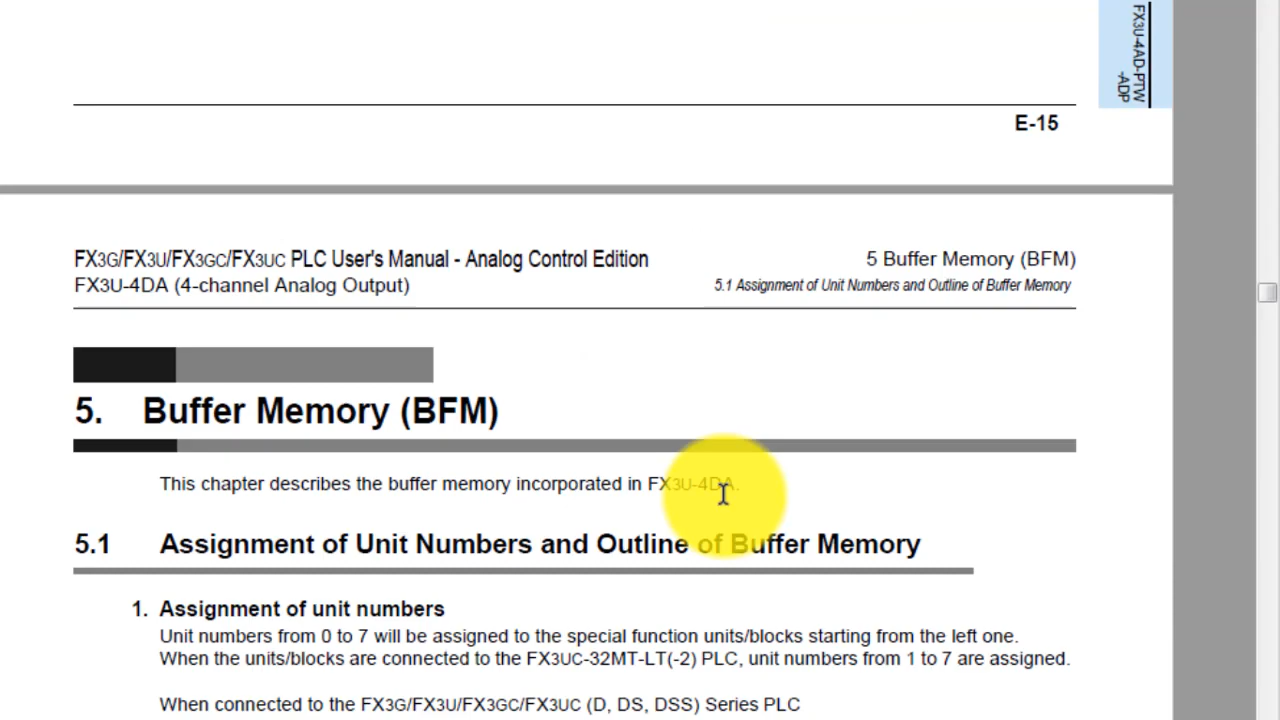 FX3U-4AD-PTW
-ADP
E-15
FX3G/FX3U/FX3GC/FX3UC PLC User's Manual - Analog Control Edition
5 Buffer Memory (BFM)
FX3U-4DA (4-channel Analog Output)
5.1 Assignment of Unit Numbers and Outline of Buffer Memory
5. Buffer Memory (BFM)
This chapter describes the buffer memory incorporated in FX3U-4DA.
5.1 Assignment of Unit Numbers and Outline of Buffer Memory
1. Assignment of unit numbers
Unit numbers from 0 to 7 will be assigned to the special function units/blocks starting from the left one.
When the units/blocks are connected to the FX3UC-32MT-LT(-2) PLC, unit numbers from 1 to 7 are assigned.
When connected to the FX3G/FX3U/FX3GC/FX3UC (D, DS, DSS) Series PLC